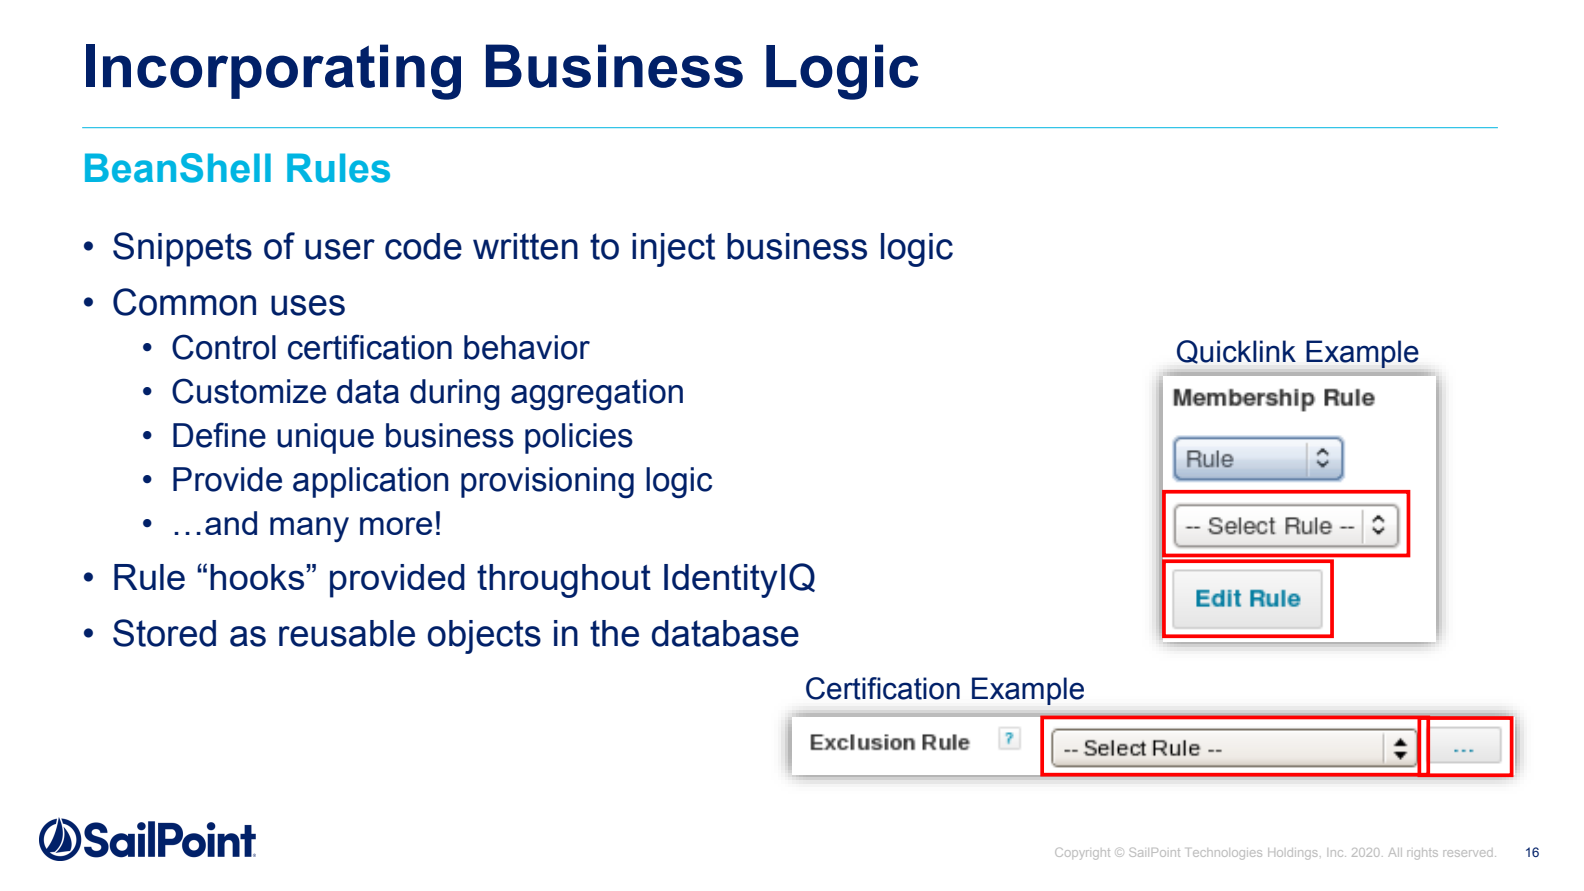 Incorporating Business Logic
BeanShell Rules
• Snippets of user code written to inject business logic
• Common uses
• Control certification behavior
• Customize data during aggregation
• Define unique business policies
• Provide application provisioning logic
• …and many more!
• Rule “hooks” provided throughout IdentityIQ
• Stored as reusable objects in the database
Quicklink Example
Membership Rule
Rule
-- Select Rule --
Edit Rule
Certification Example
Exclusion Rule ? -- Select Rule -- ...
SailPoint
Copyright © SailPoint Technologies Holdings, Inc. 2020. All rights reserved. 16